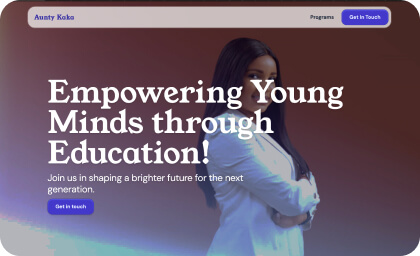 Aunty Koko
Programs
Get In Touch
Empowering Young
Minds through
Education!
Join us in shaping a brighter future for the next
generation.
Get in touch